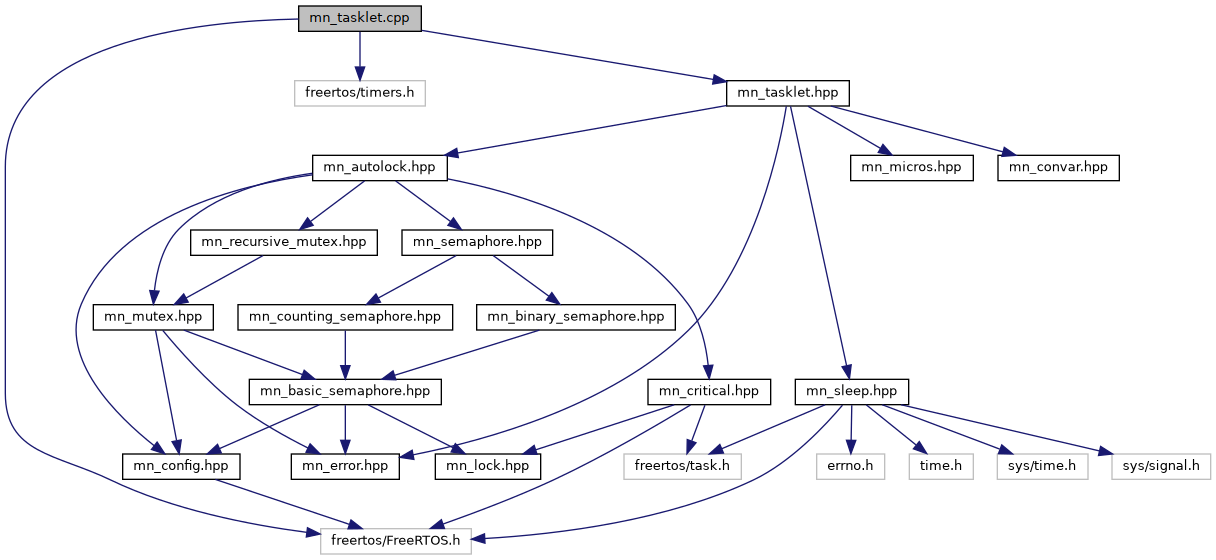 mn_tasklet.cpp
freertos/timers.h
mn_tasklet.hpp
mn_autolock.hpp
mn_micros.hpp
mn_convar.hpp
mn_recursive_mutex.hpp
mn_semaphore.hpp
mn_mutex.hpp
mn_counting_semaphore.hpp
mn_binary_semaphore.hpp
mn_basic_semaphore.hpp
mn_critical.hpp
mn_sleep.hpp
mn_config.hpp
mn_error.hpp
mn_lock.hpp
freertos/task.h
errno.h
time.h
sys/time.h
sys/signal.h
freertos/FreeRTOS.h